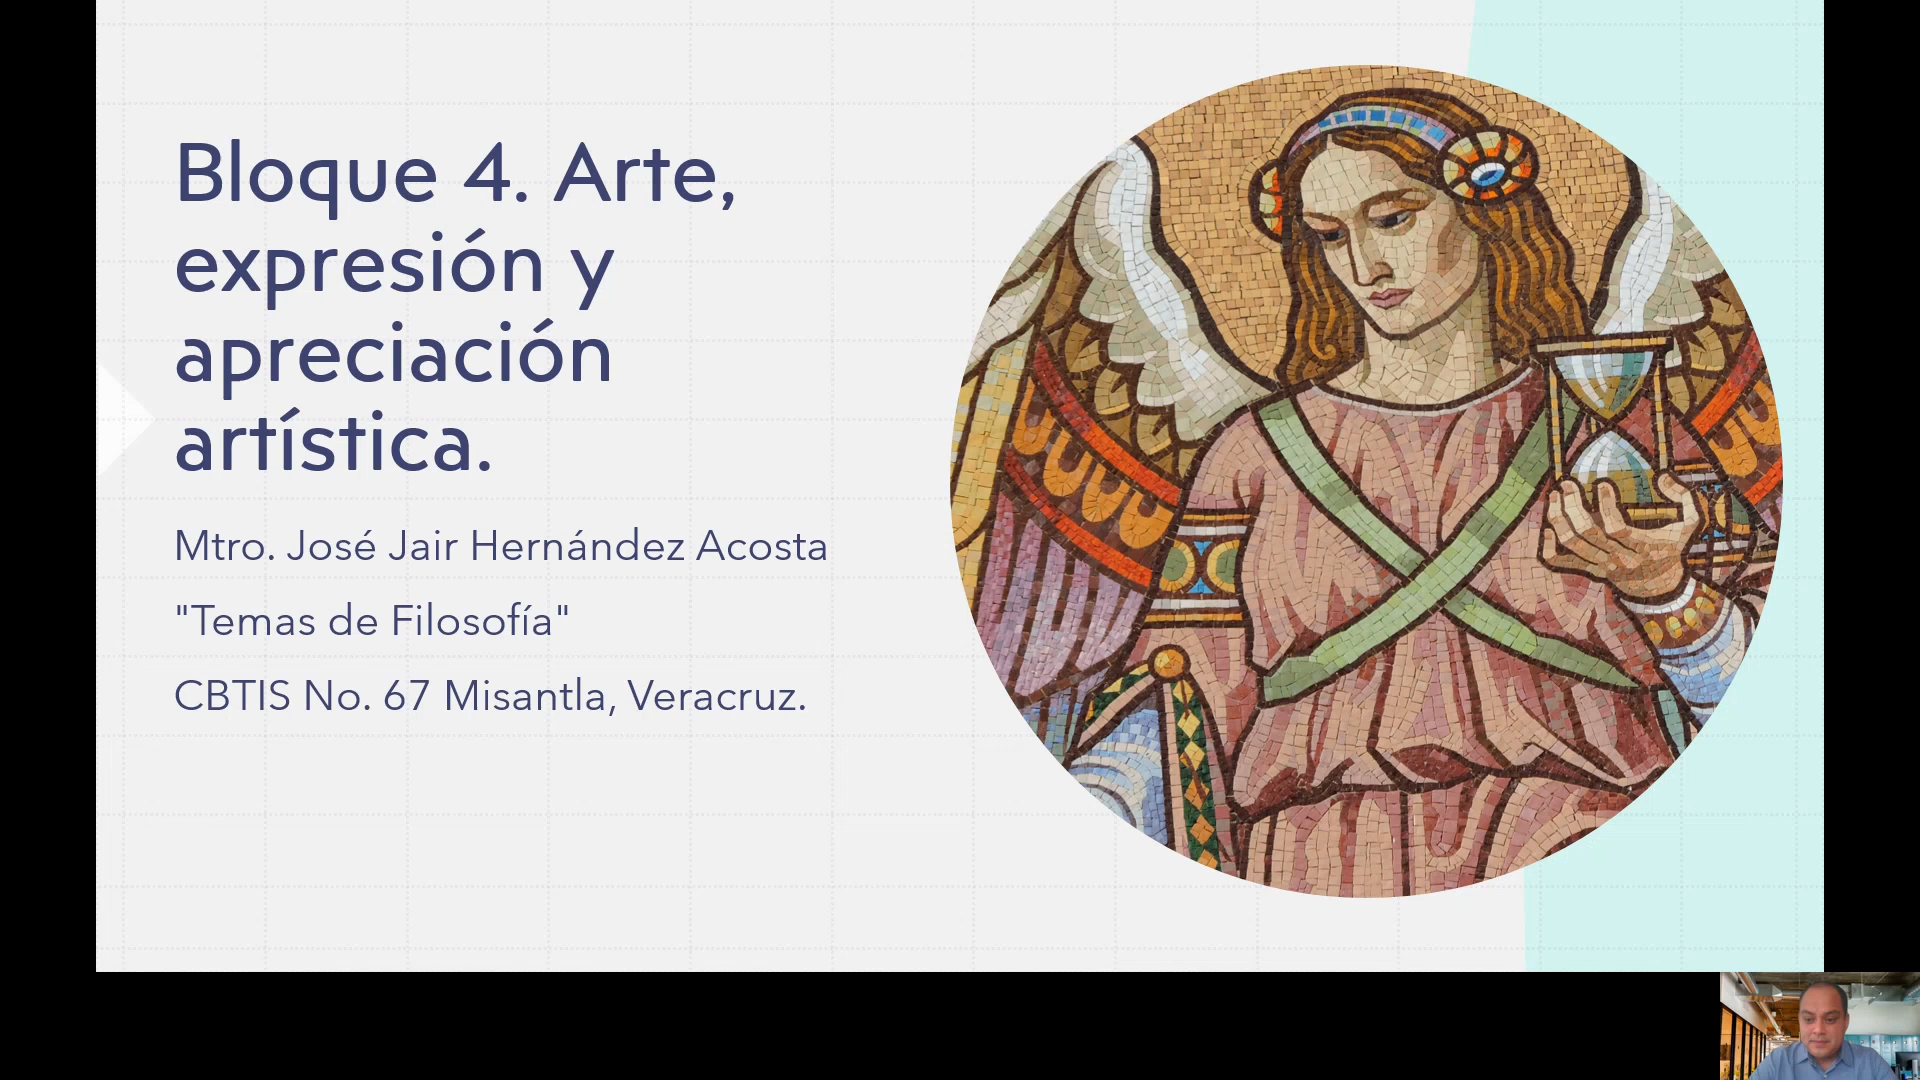 Bloque 4. Arte,
expresión y
apreciación
artística.
Mtro. José Jair Hernández Acosta
"Temas de Filosofía"
CBTIS No. 67 Misantla, Veracruz.